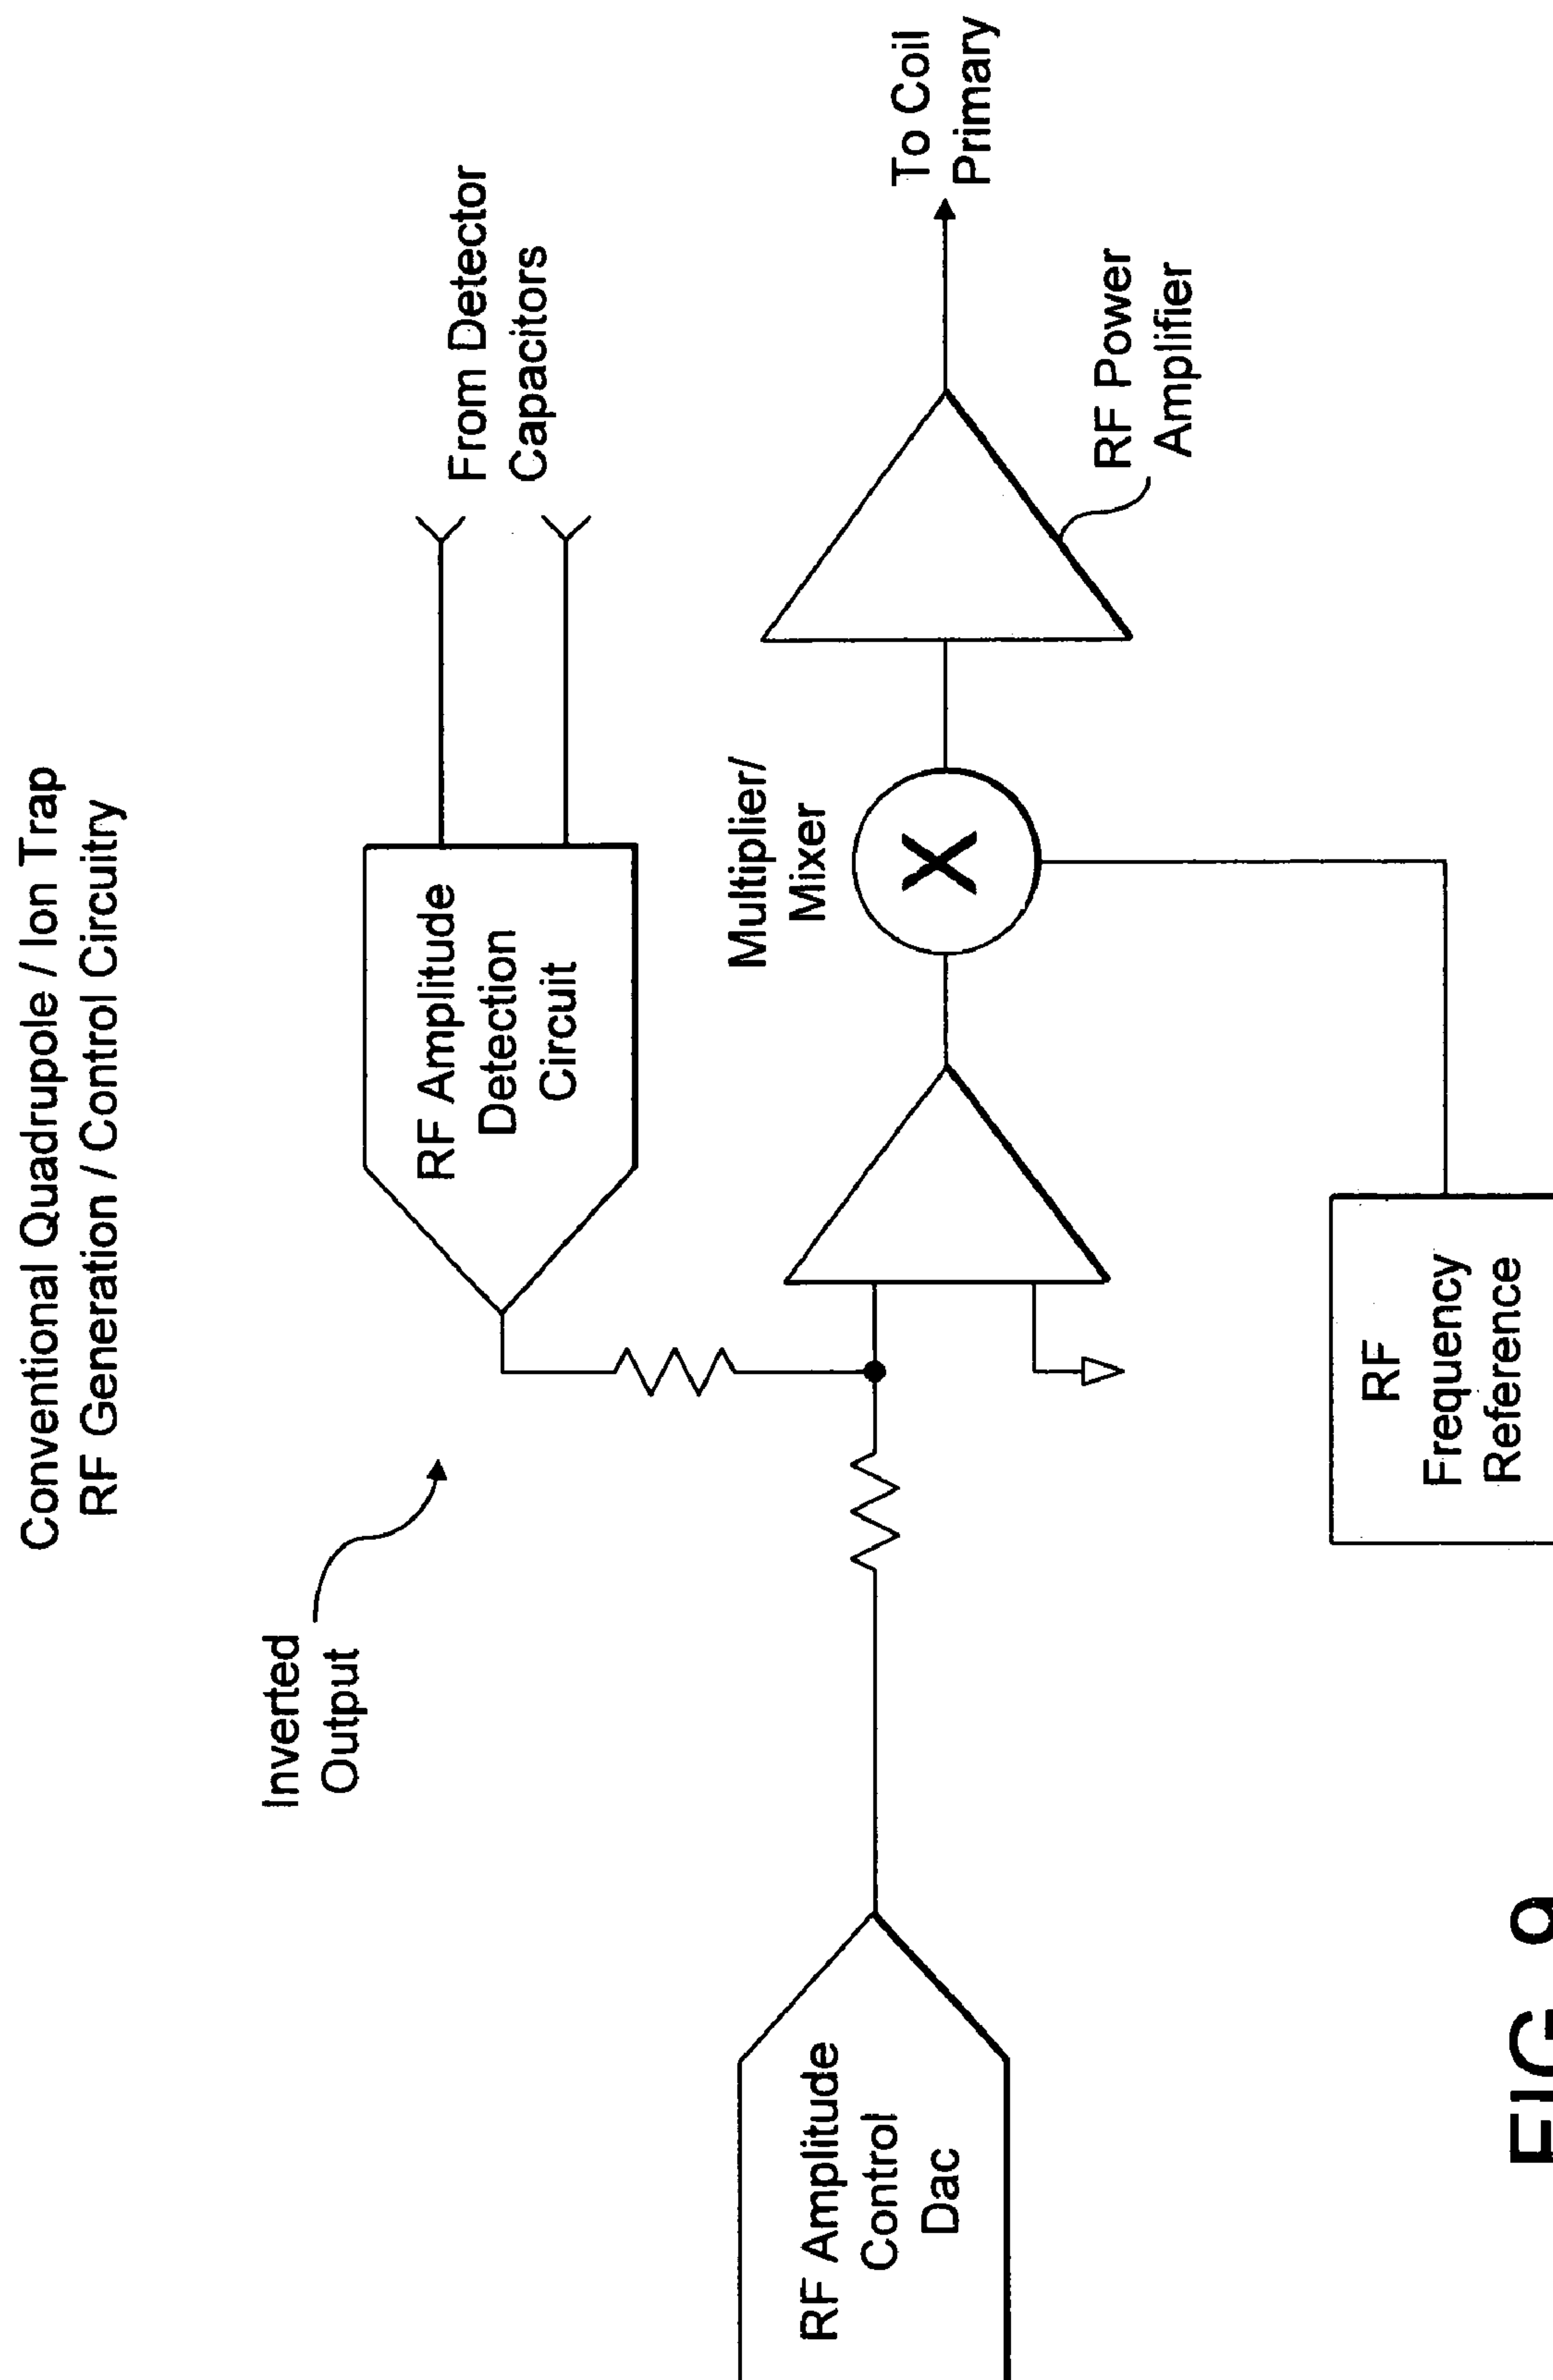 Conventional Quadrupole / Ion Trap
RF Generation / Control Circuitry
Inverted
Output
From Detector
Capacitors
RF Amplitude
Detection
Circuit
Multiplier/
Mixer
X
To Coil
Primary
RF Power
Amplifier
RF Amplitude
Control
Dac
RF
Frequency
Reference